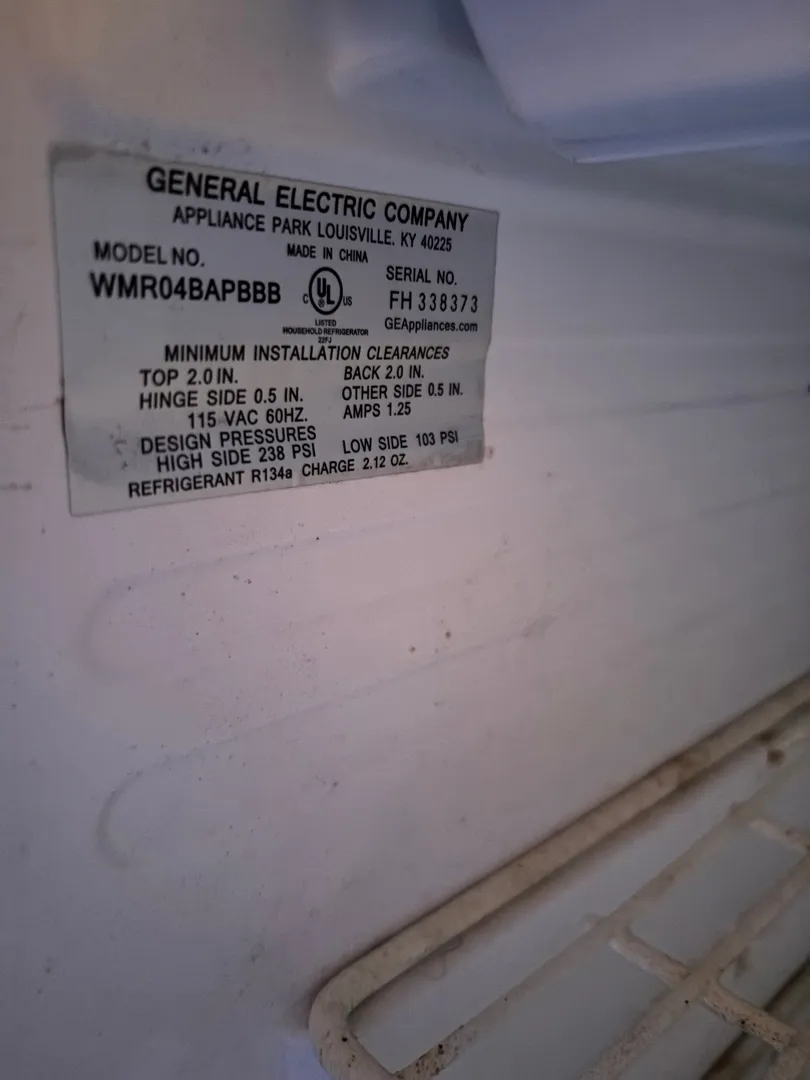 GENERAL ELECTRIC COMPANY
APPLIANCE PARK LOUISVILLE, KY 40225
MADE IN CHINA
MODEL NO.
WMR04BAPBBB
C UL US
®
LISTED
HOUSEHOLD REFRIGERATOR
22FJ
SERIAL NO.
FH 338373
GEAppliances.com
MINIMUM INSTALLATION CLEARANCES
TOP 2.0 IN. BACK 2.0 IN.
HINGE SIDE 0.5 IN. OTHER SIDE 0.5 IN.
115 VAC 60HZ. AMPS 1.25
DESIGN PRESSURES
HIGH SIDE 238 PSI LOW SIDE 103 PSI
REFRIGERANT R134a CHARGE 2.12 OZ.